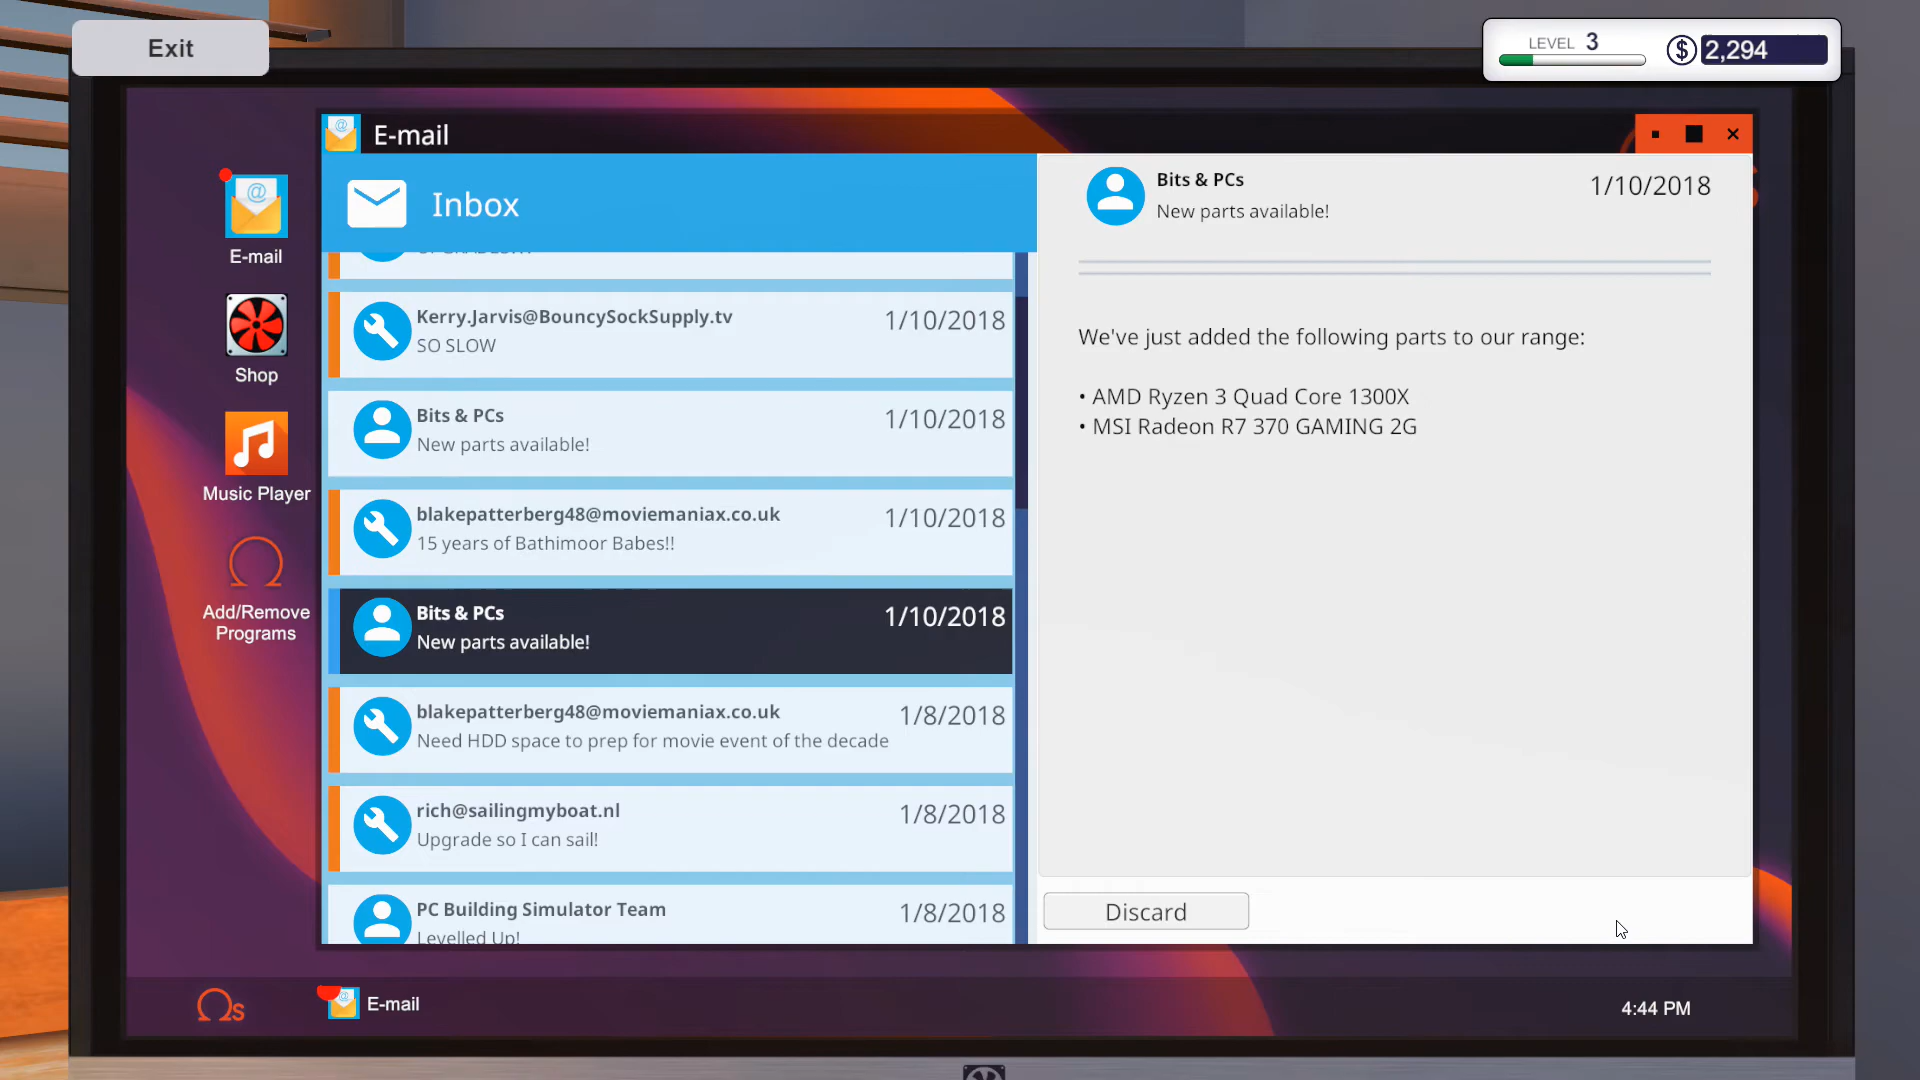 Exit
LEVEL 3
$ 2,294
E-mail
Inbox
Kerry.Jarvis@BouncySockSupply.tv
1/10/2018
SO SLOW
Bits & PCs
1/10/2018
New parts available!
blakepatterberg48@moviemaniax.co.uk
1/10/2018
15 years of Bathimoor Babes!!
Bits & PCs
1/10/2018
New parts available!
blakepatterberg48@moviemaniax.co.uk
1/8/2018
Need HDD space to prep for movie event of the decade
rich@sailingmyboat.nl
1/8/2018
Upgrade so I can sail!
PC Building Simulator Team
1/8/2018
Levelled Up!
Bits & PCs
1/10/2018
New parts available!
We've just added the following parts to our range:
• AMD Ryzen 3 Quad Core 1300X
• MSI Radeon R7 370 GAMING 2G
Discard
E-mail
Shop
Music Player
Add/Remove
Programs
Ωs
E-mail
4:44 PM